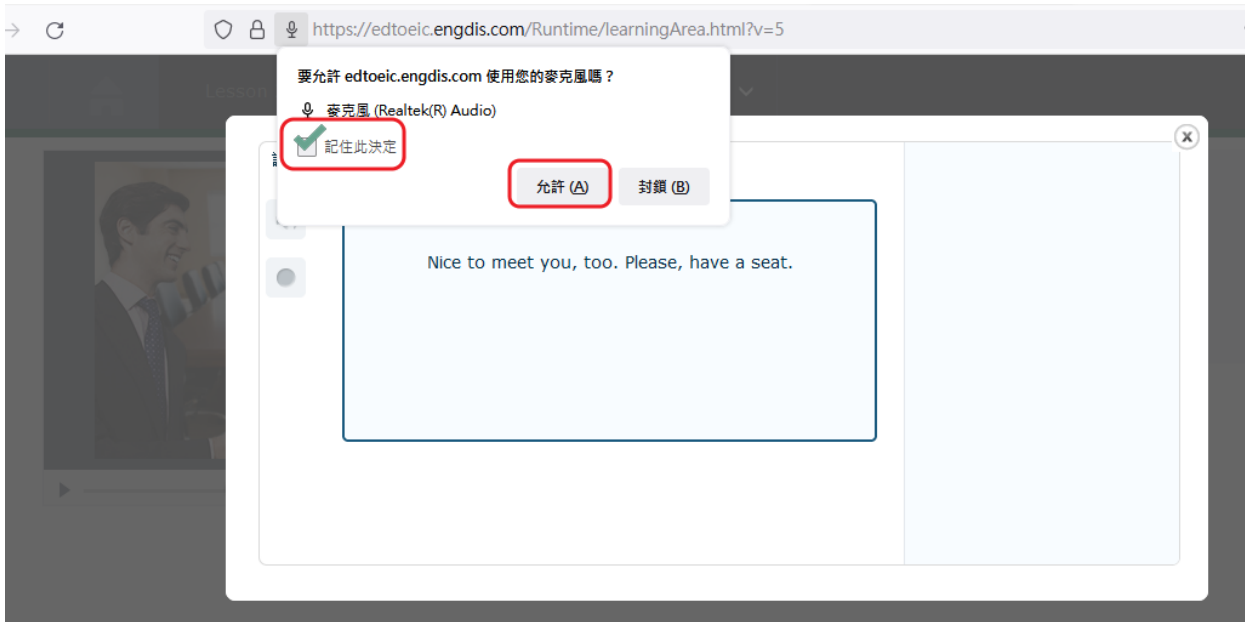 https://edtoeic.engdis.com/Runtime/learningArea.html?v=5
Lesson
要允許 edtoeic.engdis.com 使用您的麥克風嗎？
麥克風 (Realtek(R) Audio)
記住此決定
允許 (A)
封鎖 (B)
Nice to meet you, too. Please, have a seat.